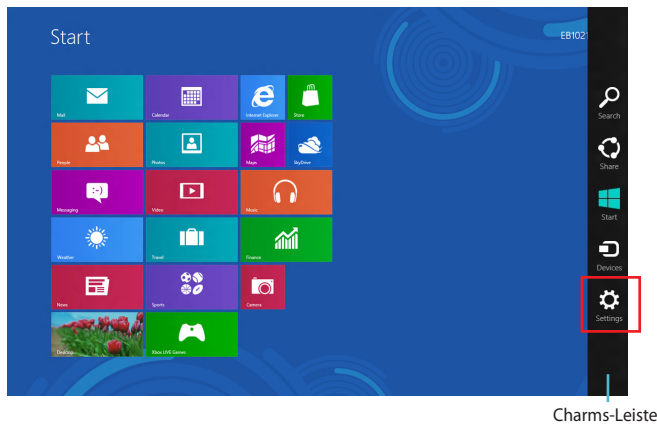 Start
EB1021
Search
Share
Start
Devices
Settings
Mail
Calendar
Internet Explorer
Store
People
Photos
Maps
SkyDrive
Messaging
:-)
Video
Music
Weather
Travel
Finance
News
Sports
Camera
Desktop
Xbox LIVE Games
Charms-Leiste